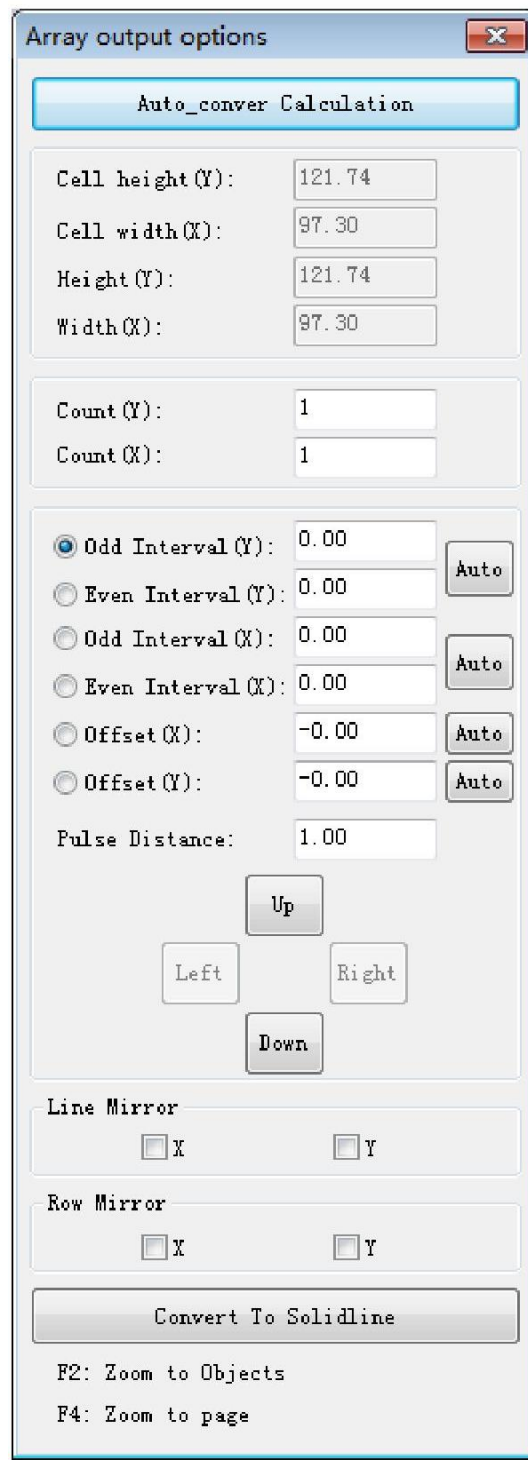 Array output options
Auto_conver Calculation
Cell height(Y): 121.74
Cell width(X): 97.30
Height(Y): 121.74
Width(X): 97.30
Count(Y): 1
Count(X): 1
Odd Interval(Y): 0.00
Auto
Even Interval(Y): 0.00
Odd Interval(X): 0.00
Auto
Even Interval(X): 0.00
Offset(X): -0.00 Auto
Offset(Y): -0.00 Auto
Pulse Distance: 1.00
Up
Left Right
Down
Line Mirror
X Y
Row Mirror
X Y
Convert To Solidline
F2: Zoom to Objects
F4: Zoom to page